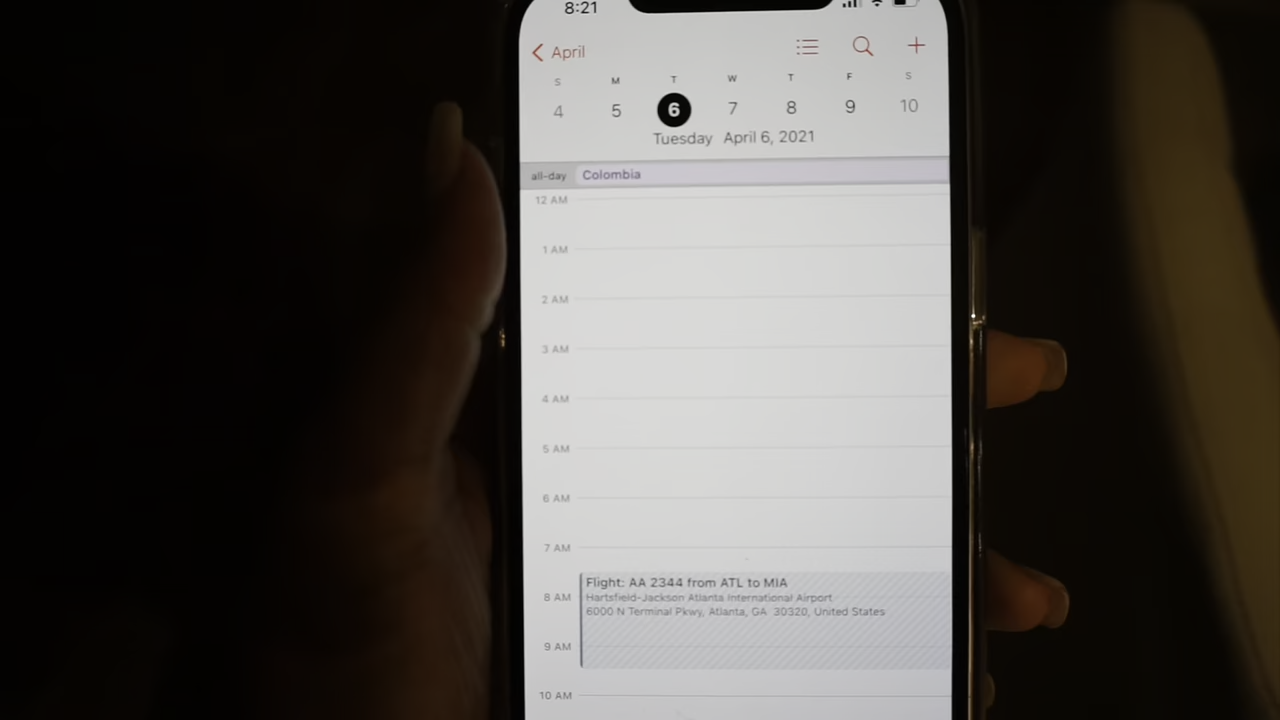 8:21
April
S M T W T F S
4 5 6 7 8 9 10
Tuesday April 6, 2021
all-day Colombia
12 AM
1 AM
2 AM
3 AM
4 AM
5 AM
6 AM
7 AM
Flight: AA 2344 from ATL to MIA
8 AM Hartsfield-Jackson Atlanta International Airport
6000 N Terminal Pkwy, Atlanta, GA 30320, United States
9 AM
10 AM